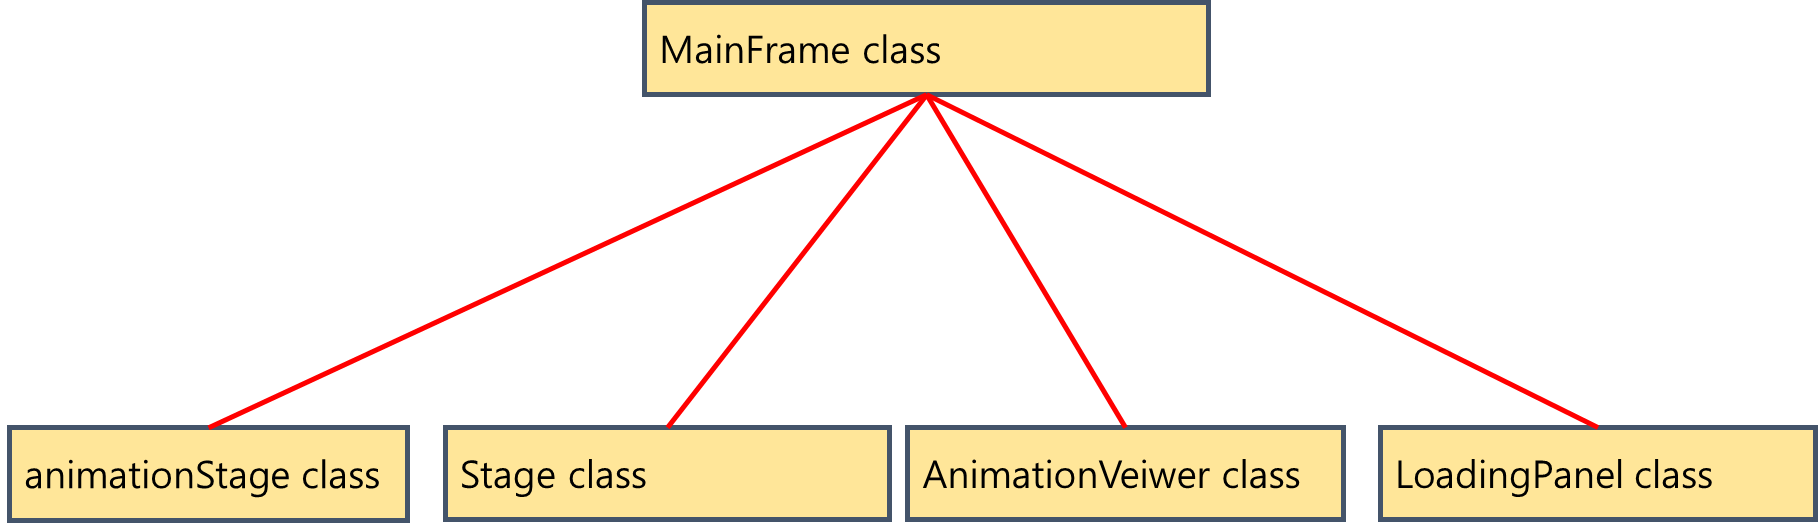 MainFrame class
animationStage class
Stage class
AnimationVeiwer class
LoadingPanel class